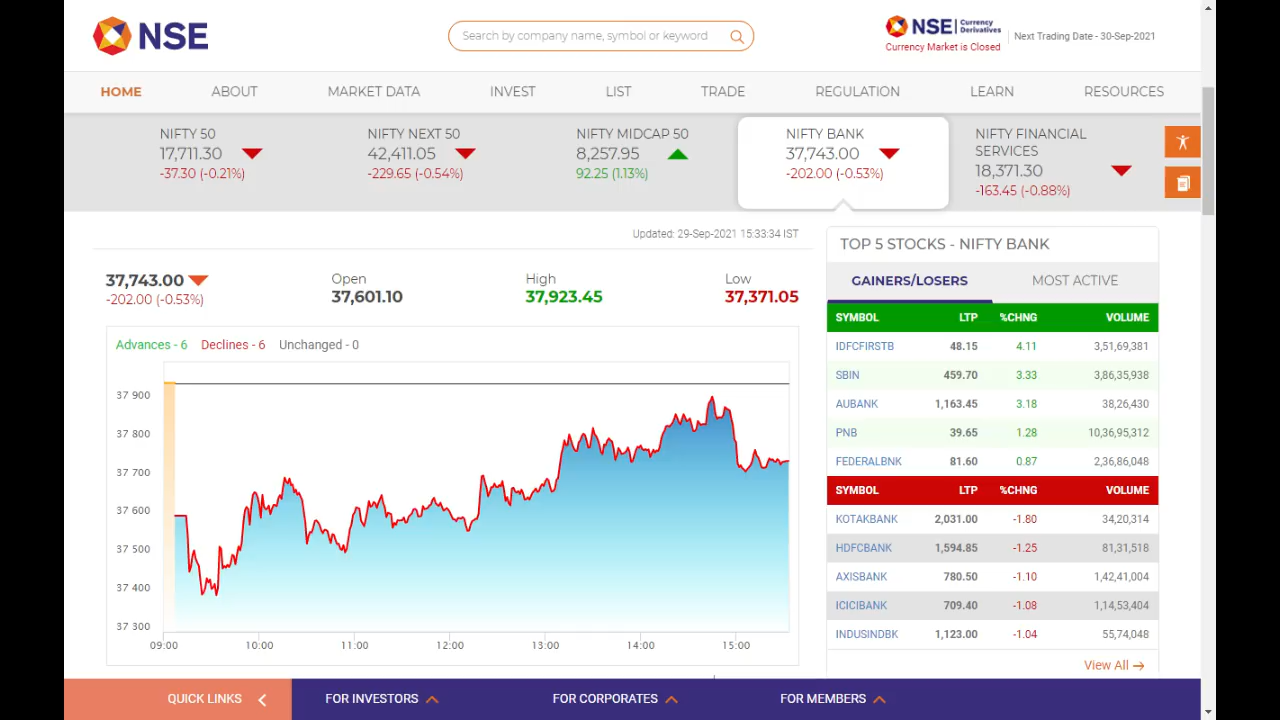 NSE
Search by company name, symbol or keyword
NSE Currency Derivatives
Currency Market is Closed
Next Trading Date - 30-Sep-2021
HOME ABOUT MARKET DATA INVEST LIST TRADE REGULATION LEARN RESOURCES
NIFTY 50
17,711.30
-37.30 (-0.21%)
NIFTY NEXT 50
42,411.05
-229.65 (-0.54%)
NIFTY MIDCAP 50
8,257.95
92.25 (1.13%)
NIFTY BANK
37,743.00
-202.00 (-0.53%)
NIFTY FINANCIAL
SERVICES
18,371.30
-163.45 (-0.88%)
Updated: 29-Sep-2021 15:33:34 IST
37,743.00
-202.00 (-0.53%)
Open
37,601.10
High
37,923.45
Low
37,371.05
Advances - 6 Declines - 6 Unchanged - 0
37 900
37 800
37 700
37 600
37 500
37 400
37 300
09:00 10:00 11:00 12:00 13:00 14:00 15:00
TOP 5 STOCKS - NIFTY BANK
GAINERS/LOSERS MOST ACTIVE
SYMBOL LTP %CHNG VOLUME
IDFCFIRSTB 48.15 4.11 3,51,69,381
SBIN 459.70 3.33 3,86,35,938
AUBANK 1,163.45 3.18 38,26,430
PNB 39.65 1.28 10,36,95,312
FEDERALBNK 81.60 0.87 2,36,86,048
SYMBOL LTP %CHNG VOLUME
KOTAKBANK 2,031.00 -1.80 34,20,314
HDFCBANK 1,594.85 -1.25 81,31,518
AXISBANK 780.50 -1.10 1,42,41,004
ICICIBANK 709.40 -1.08 1,14,53,404
INDUSINDBK 1,123.00 -1.04 55,74,048
View All
QUICK LINKS FOR INVESTORS FOR CORPORATES FOR MEMBERS